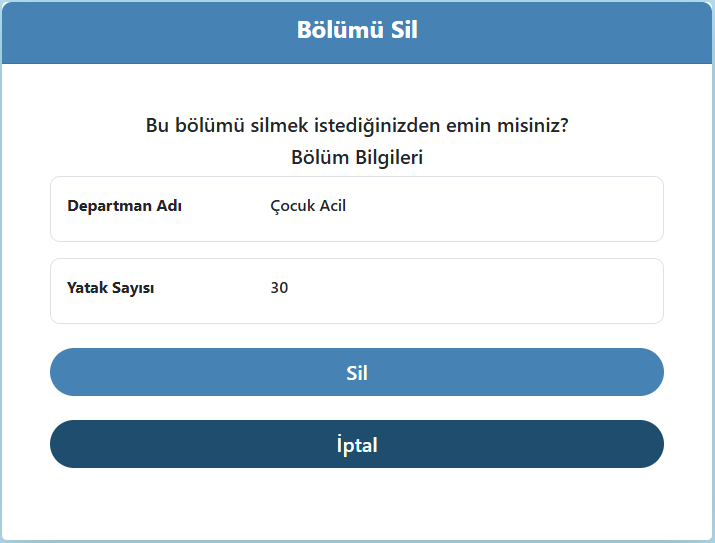 Bölümü Sil
Bu bölümü silmek istediğinizden emin misiniz?
Bölüm Bilgileri
Departman Adı Çocuk Acil
Yatak Sayısı 30
Sil
İptal